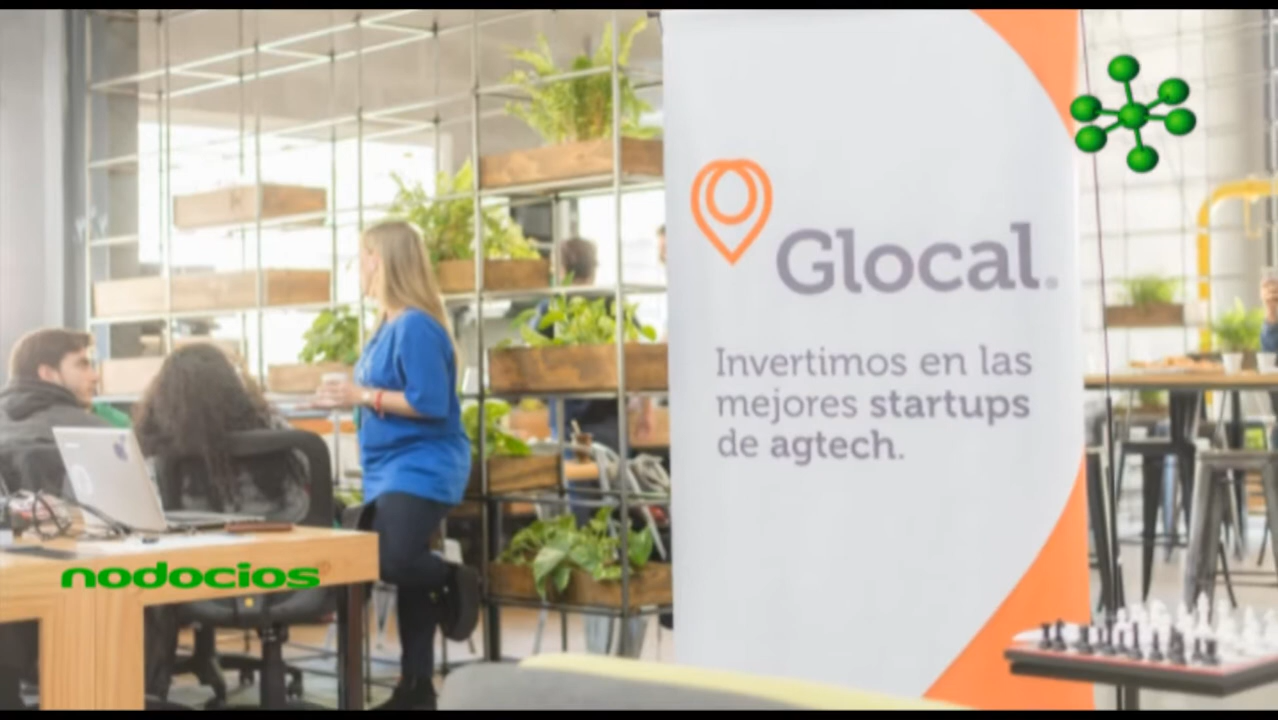 Glocal.
Invertimos en las
mejores startups
de agtech.
nodocios